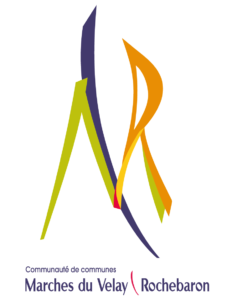 Communauté de communes
Marches du Velay Rochebaron